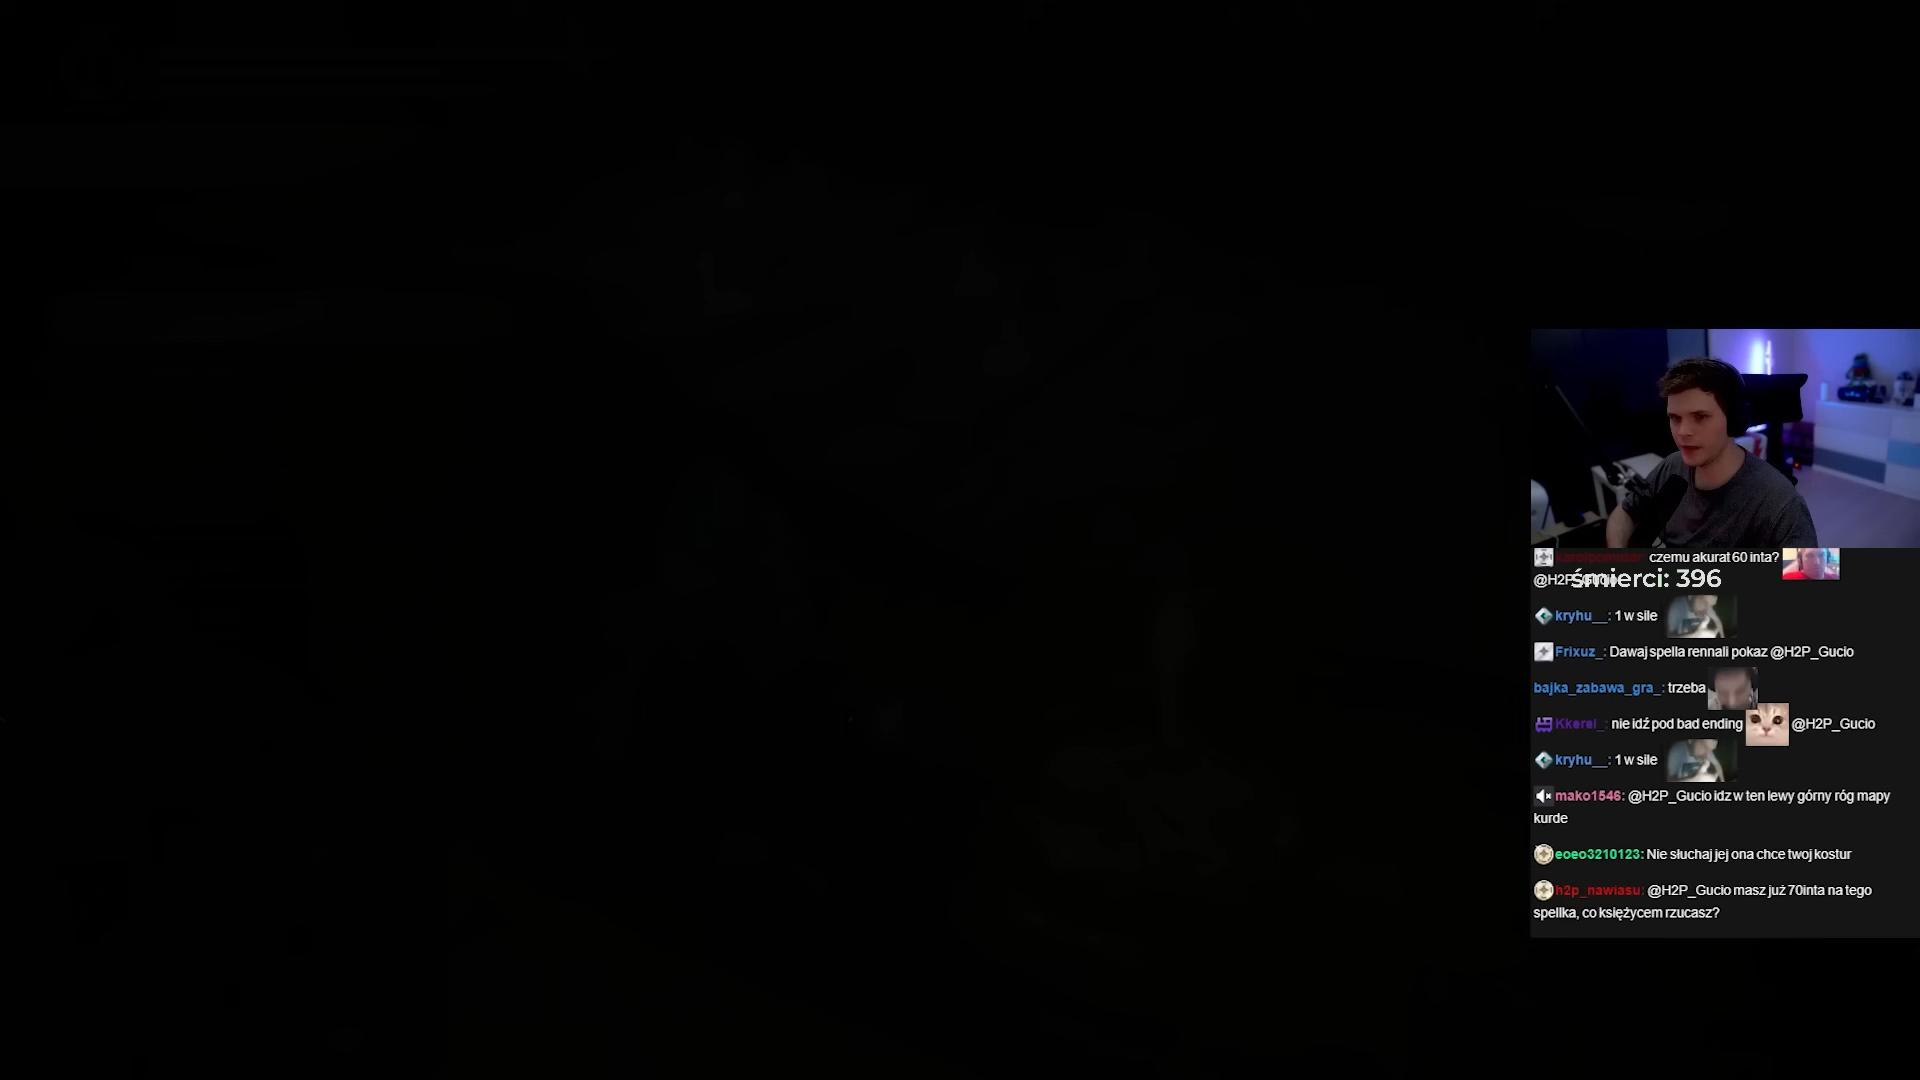 czemu akurat 60 inta?
śmierci: 396
kryhu__: 1 w sile
Frixuz_: Dawaj spella rennali pokaz @H2P_Gucio
bajka_zabawa_gra_: trzeba
Kkerel_: nie idź pod bad ending @H2P_Gucio
kryhu__: 1 w sile
mako1546: @H2P_Gucio idz w ten lewy górny róg mapy
kurde
eoeo3210123: Nie słuchaj jej ona chce twoj kostur
h2p_nawiasu: @H2P_Gucio masz już 70inta na tego
spellka, co księżycem rzucasz?